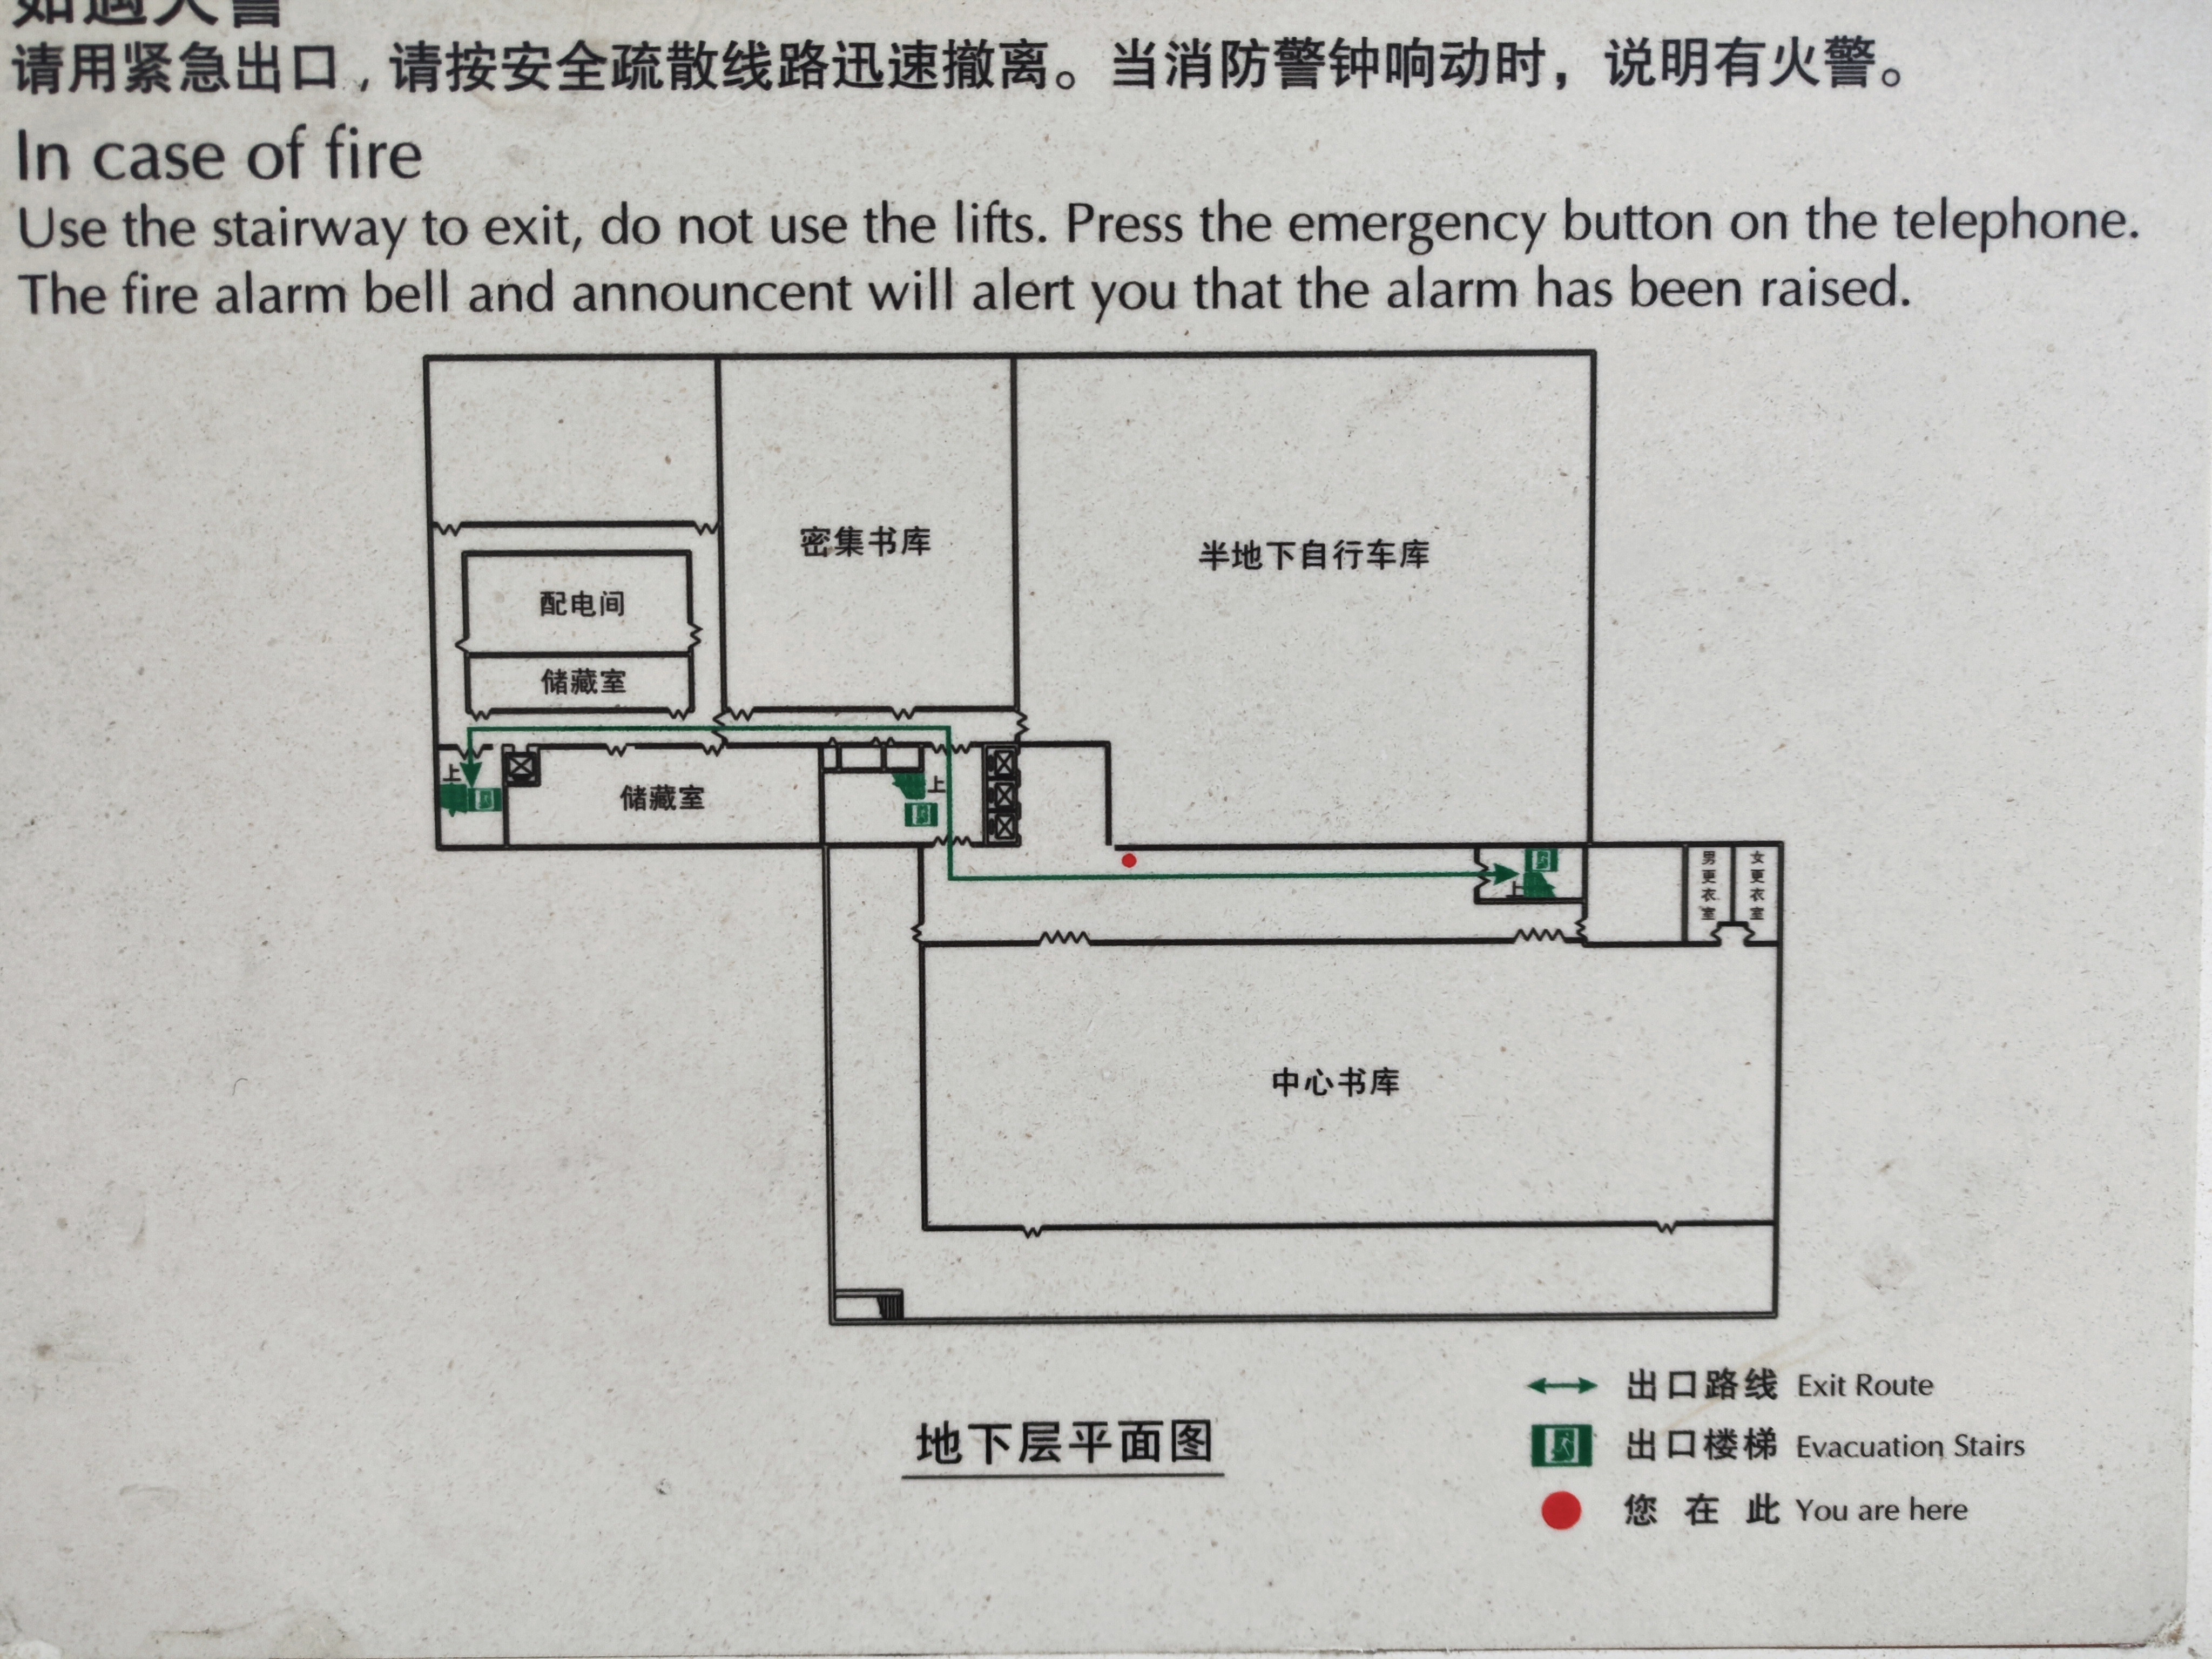 如遇火警
请用紧急出口，请按安全疏散线路迅速撤离。当消防警钟响动时，说明有火警。
In case of fire
Use the stairway to exit, do not use the lifts. Press the emergency button on the telephone.
The fire alarm bell and announcent will alert you that the alarm has been raised.
密集书库
半地下自行车库
配电间
储藏室
上
储藏室
上
上
男更衣室
女更衣室
中心书库
地下层平面图
出口路线 Exit Route
出口楼梯 Evacuation Stairs
您在此 You are here